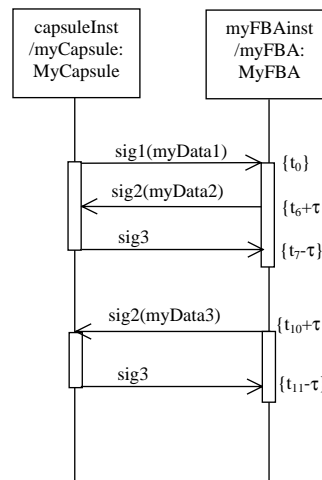 capsuleInst
/myCapsule:
MyCapsule
myFBAinst
/myFBA:
MyFBA
sig1(myData1)
{t₀}
sig2(myData2)
{t₆+τ}
sig3
{t₇-τ}
sig2(myData3)
{t₁₀+τ}
sig3
{t₁₁-τ}